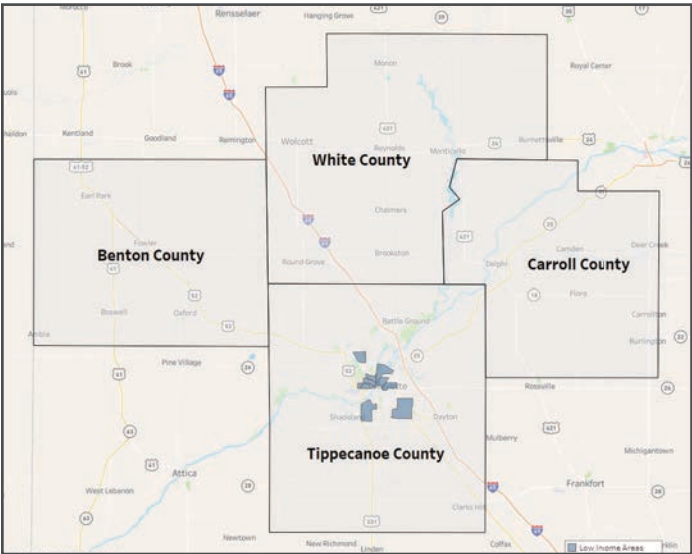 Morocco
Rensselaer
Hanging Grove
Brook
Royal Center
Monon
Kentland
Goodland
Remington
Wolcott
Reynolds
Monticello
Burnettsville
White County
Earl Park
Chalmers
Fowler
Benton County
Round Grove
Brookston
Delphi
Camden
Deer Creek
Carroll County
Flora
Boswell
Oxford
Battle Ground
Carrollton
Burlington
Ambia
Pine Village
Rossville
Dayton
Mulberry
Michigantown
Tippecanoe County
Attica
West Lebanon
Frankfort
Clarks Hill
Newtown
New Richmond
Linden
Colfax
Low Income Areas